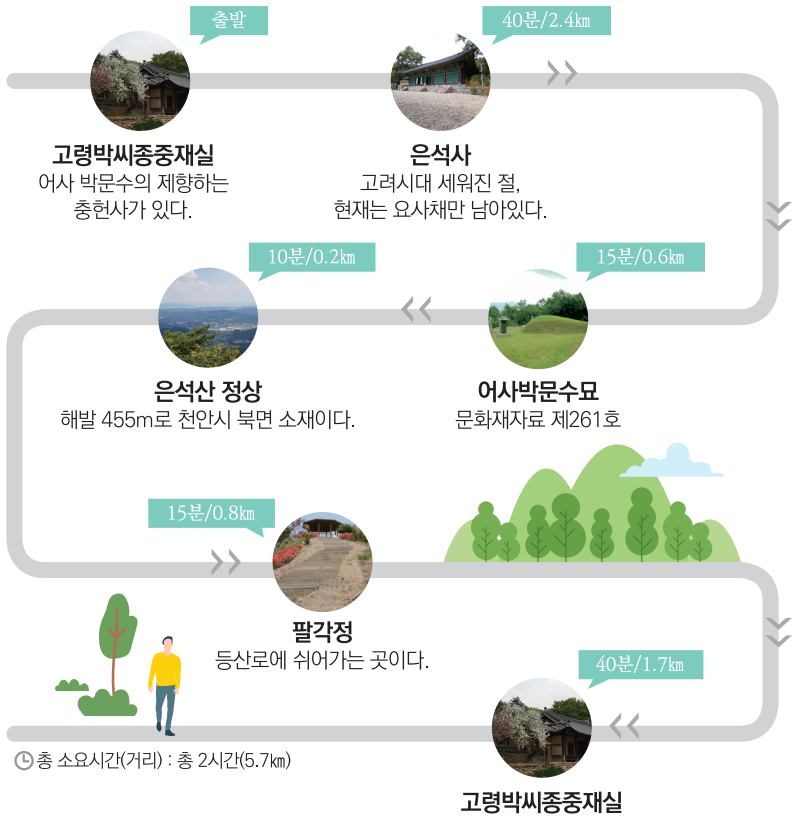 출발
고령박씨종중재실
어사 박문수의 제향하는
충헌사가 있다.
40분/2.4㎞
은석사
고려시대 세워진 절,
현재는 요사채만 남아있다.
15분/0.6㎞
어사박문수묘
문화재자료 제261호
10분/0.2㎞
은석산 정상
해발 455m로 천안시 북면 소재이다.
15분/0.8㎞
팔각정
등산로에 쉬어가는 곳이다.
40분/1.7㎞
고령박씨종중재실
총 소요시간(거리) : 총 2시간(5.7㎞)